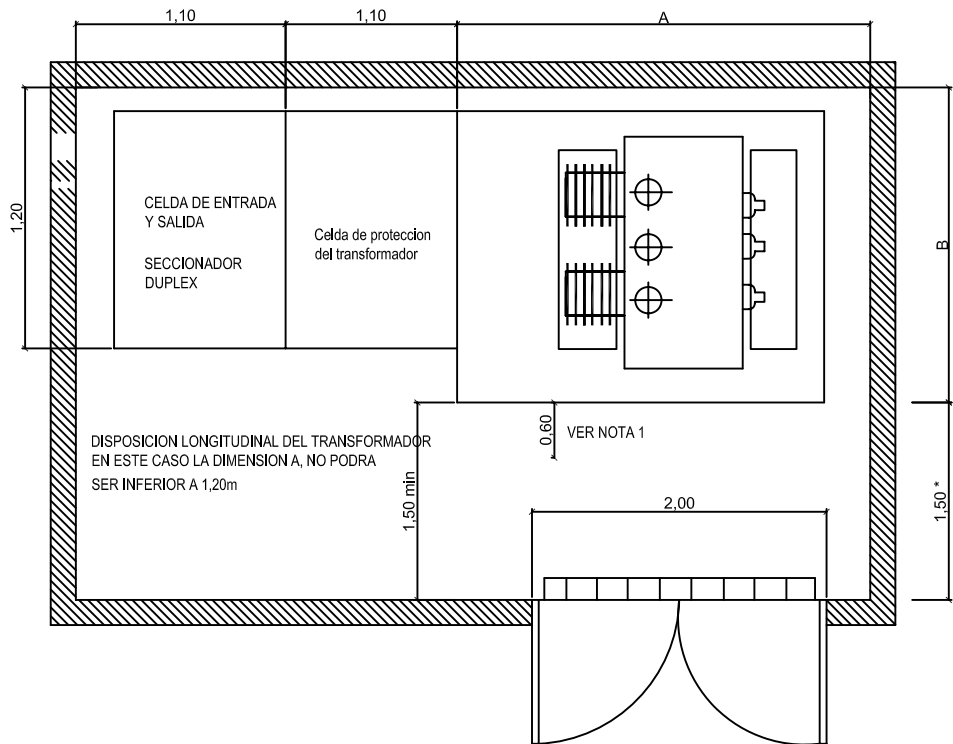 1,10
1,10
A
1,20
CELDA DE ENTRADA
Y SALIDA
SECCIONADOR
DUPLEX
Celda de proteccion
del transformador
B
DISPOSICION LONGITUDINAL DEL TRANSFORMADOR
EN ESTE CASO LA DIMENSION A, NO PODRA
SER INFERIOR A 1,20m
1,50 min
0,60
VER NOTA 1
2,00
1,50 *